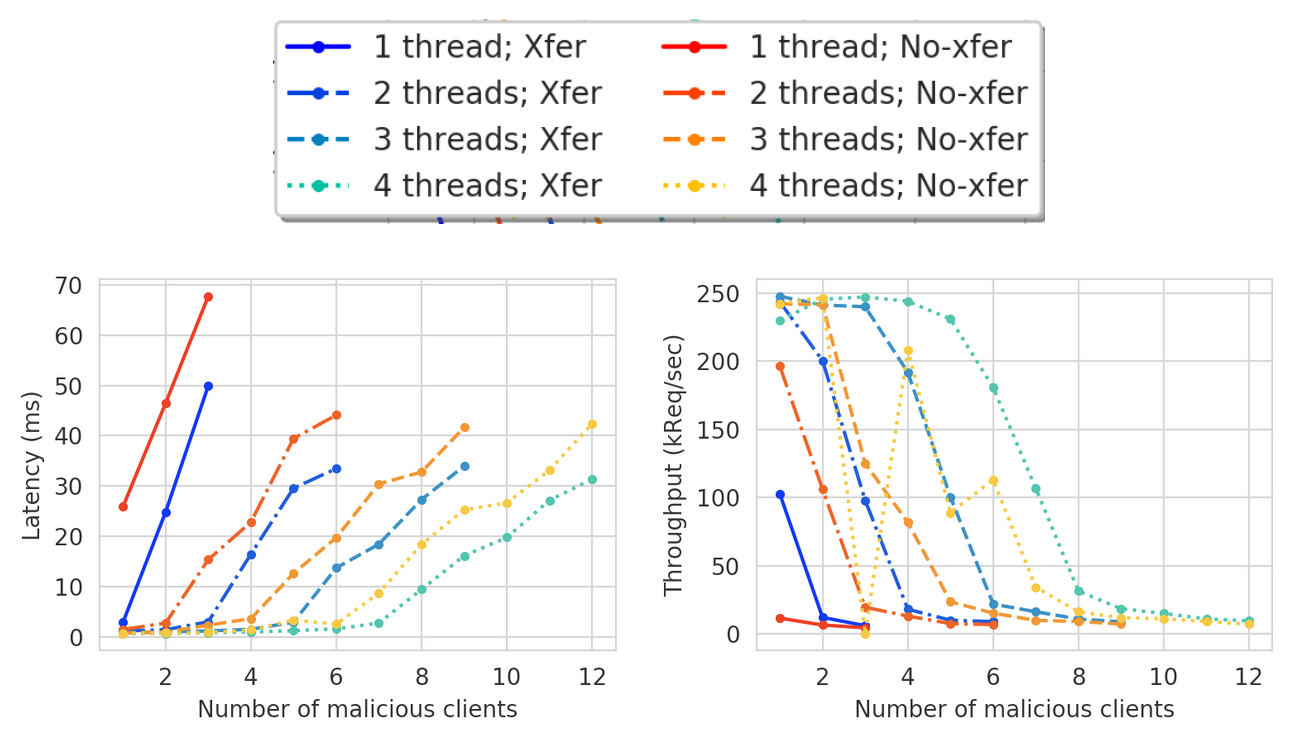 1 thread; Xfer
2 threads; Xfer
3 threads; Xfer
4 threads; Xfer
1 thread; No-xfer
2 threads; No-xfer
3 threads; No-xfer
4 threads; No-xfer
Latency (ms)
70
60
50
40
30
20
10
0
2 4 6 8 10 12
Number of malicious clients
Throughput (kReq/sec)
250
200
150
100
50
0
2 4 6 8 10 12
Number of malicious clients